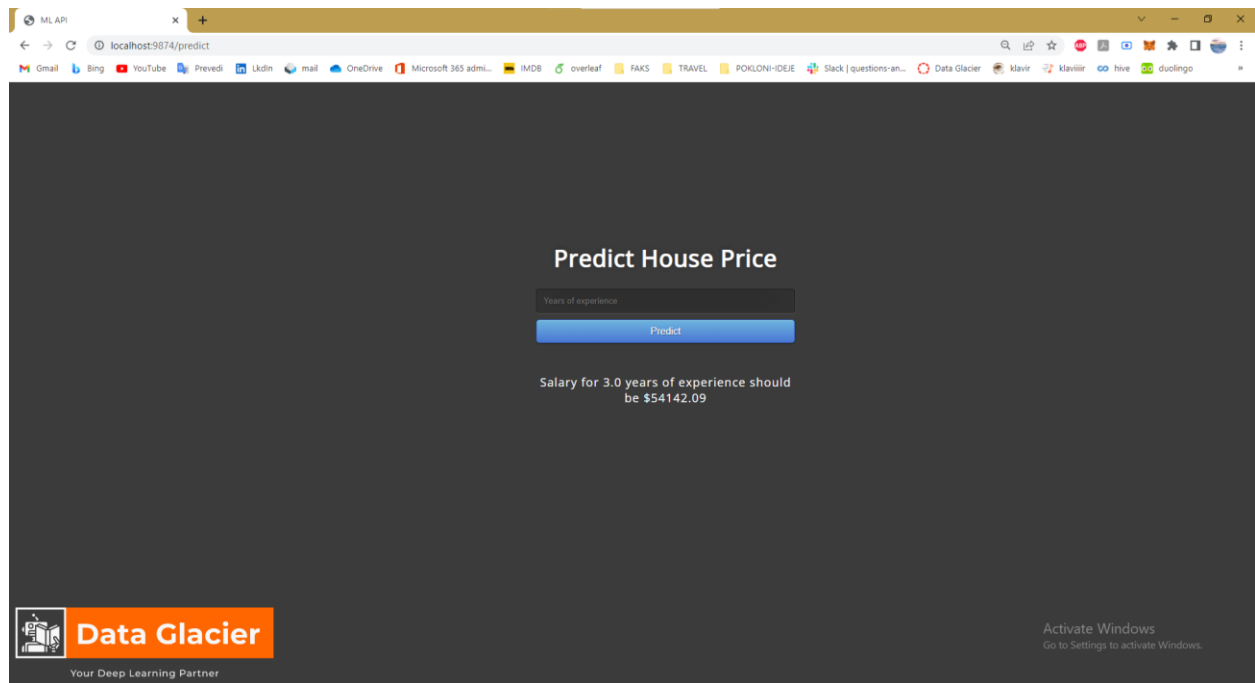 ML API
localhost:9874/predict
Gmail Bing YouTube Prevedi LkdIn mail OneDrive Microsoft 365 admi... IMDB overleaf FAKS TRAVEL POKLONI-IDEJE Slack | questions-an... Data Glacier klavir klaviiiir hive duolingo »
Predict House Price
Years of experience
Predict
Salary for 3.0 years of experience should
be $54142.09
Data Glacier
Your Deep Learning Partner
Activate Windows
Go to Settings to activate Windows.